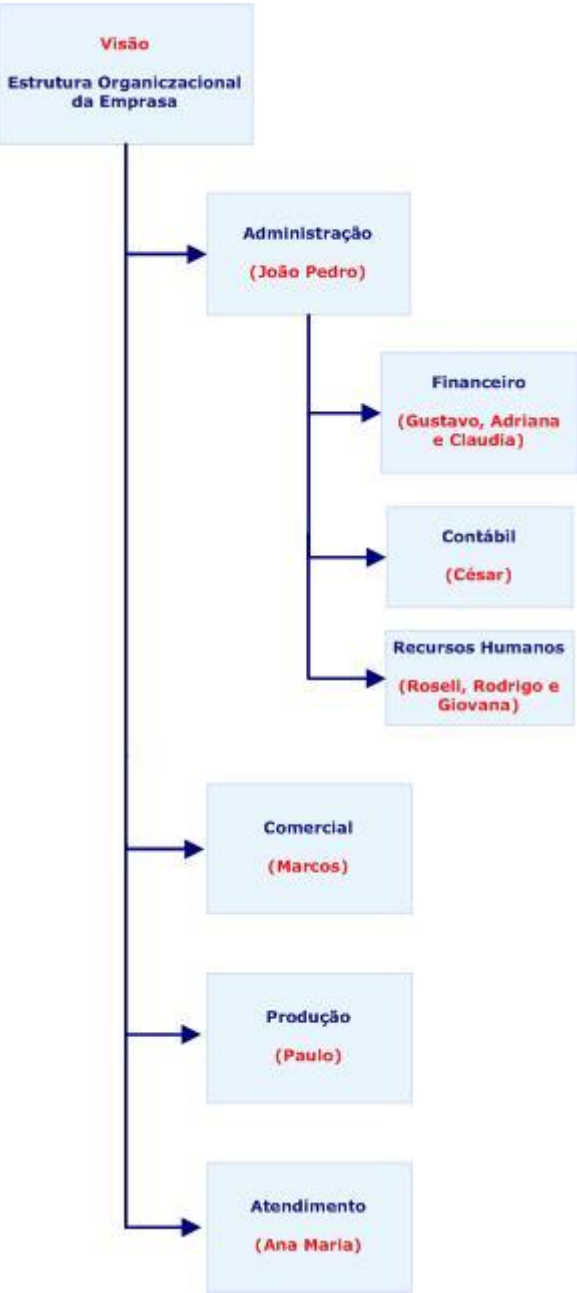 Visão
Estrutura Organiczacional
da Emprasa
Administração
(João Pedro)
Financeiro
(Gustavo, Adriana
e Claudia)
Contábil
(César)
Recursos Humanos
(Roseli, Rodrigo e
Giovana)
Comercial
(Marcos)
Produção
(Paulo)
Atendimento
(Ana Maria)